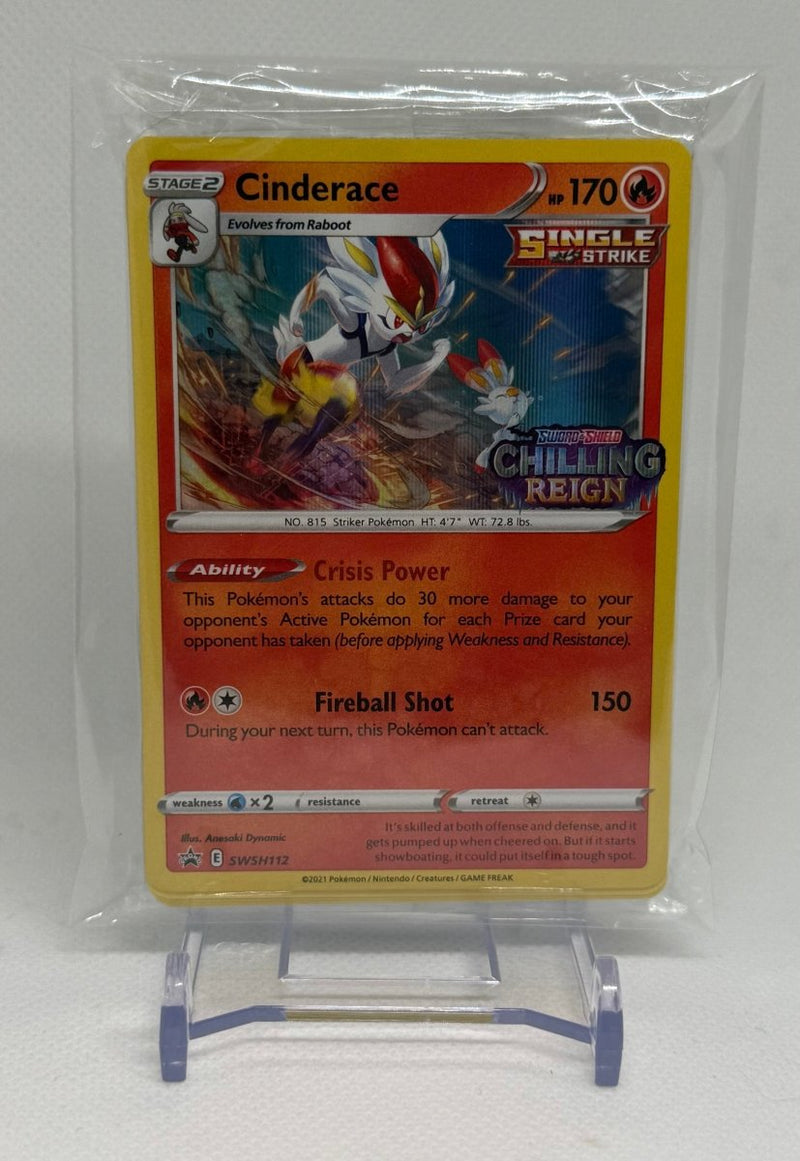 STAGE 2 Cinderace HP 170
Evolves from Raboot
SINGLE
STRIKE
SWORD & SHIELD
CHILLING
REIGN
NO. 815 Striker Pokémon HT: 4'7" WT: 72.8 lbs.
Ability Crisis Power
This Pokémon's attacks do 30 more damage to your
opponent's Active Pokémon for each Prize card your
opponent has taken (before applying Weakness and Resistance).
Fireball Shot 150
During your next turn, this Pokémon can't attack.
weakness ×2 resistance retreat
Illus. Anesaki Dynamic
It's skilled at both offense and defense, and it
gets pumped up when cheered on. But if it starts
showboating, it could put itself in a tough spot.
PROMO E SWSH112
©2021 Pokémon / Nintendo / Creatures / GAME FREAK